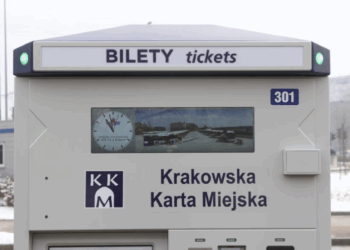 BILETY tickets
301
KK
M
Krakowska
Karta Miejska